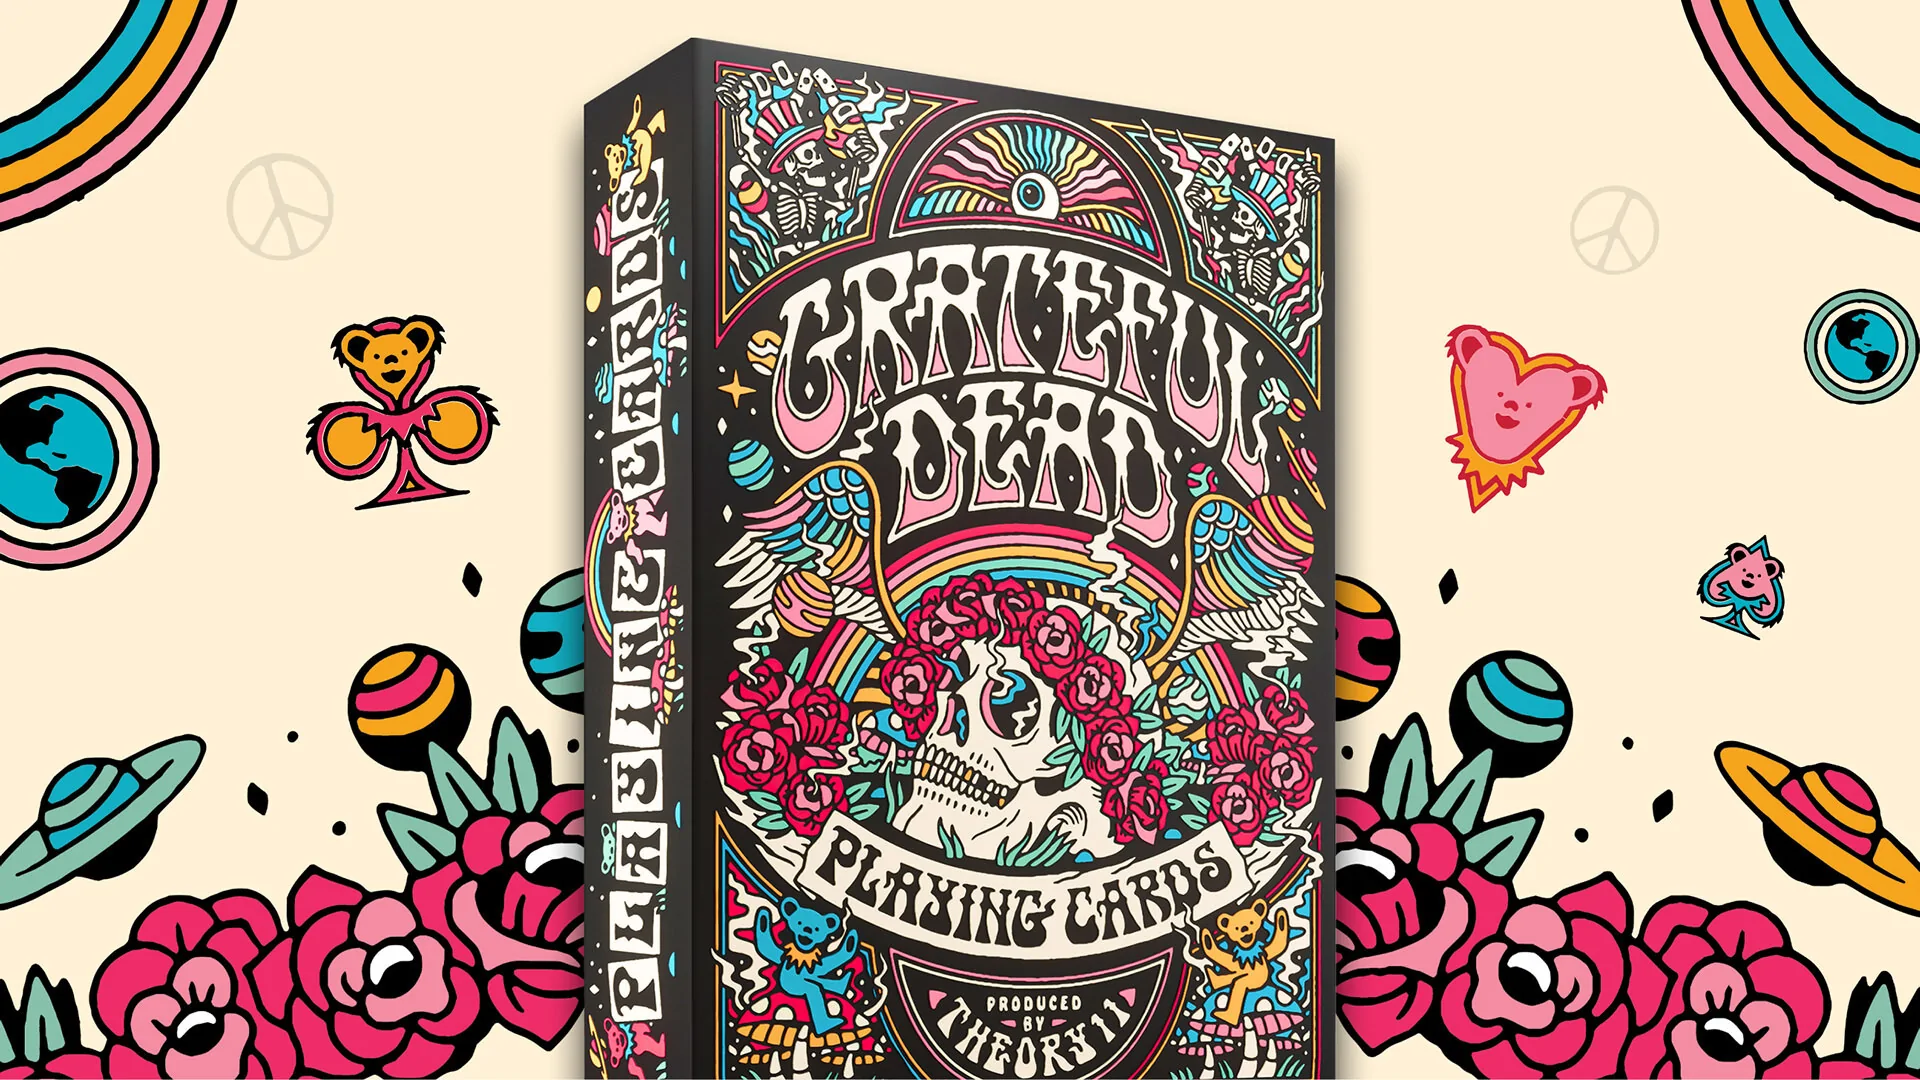 GRATEFUL
DEAD
PLAYING CARDS
PRODUCED
BY
THEORY11
PLAYING CARDS